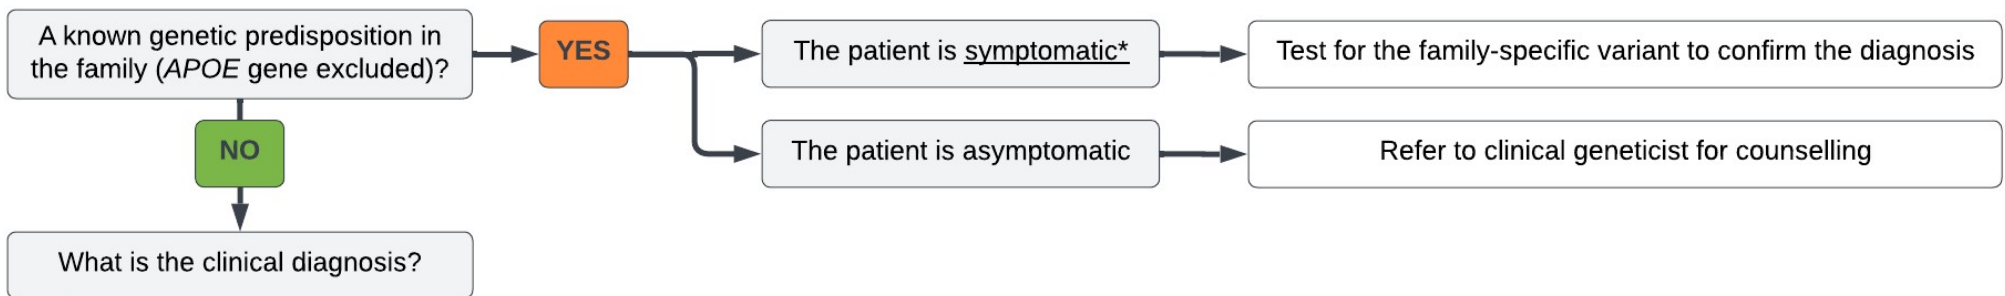 A known genetic predisposition in
the family (APOE gene excluded)?
YES
The patient is symptomatic*
Test for the family-specific variant to confirm the diagnosis
NO
The patient is asymptomatic
Refer to clinical geneticist for counselling
What is the clinical diagnosis?